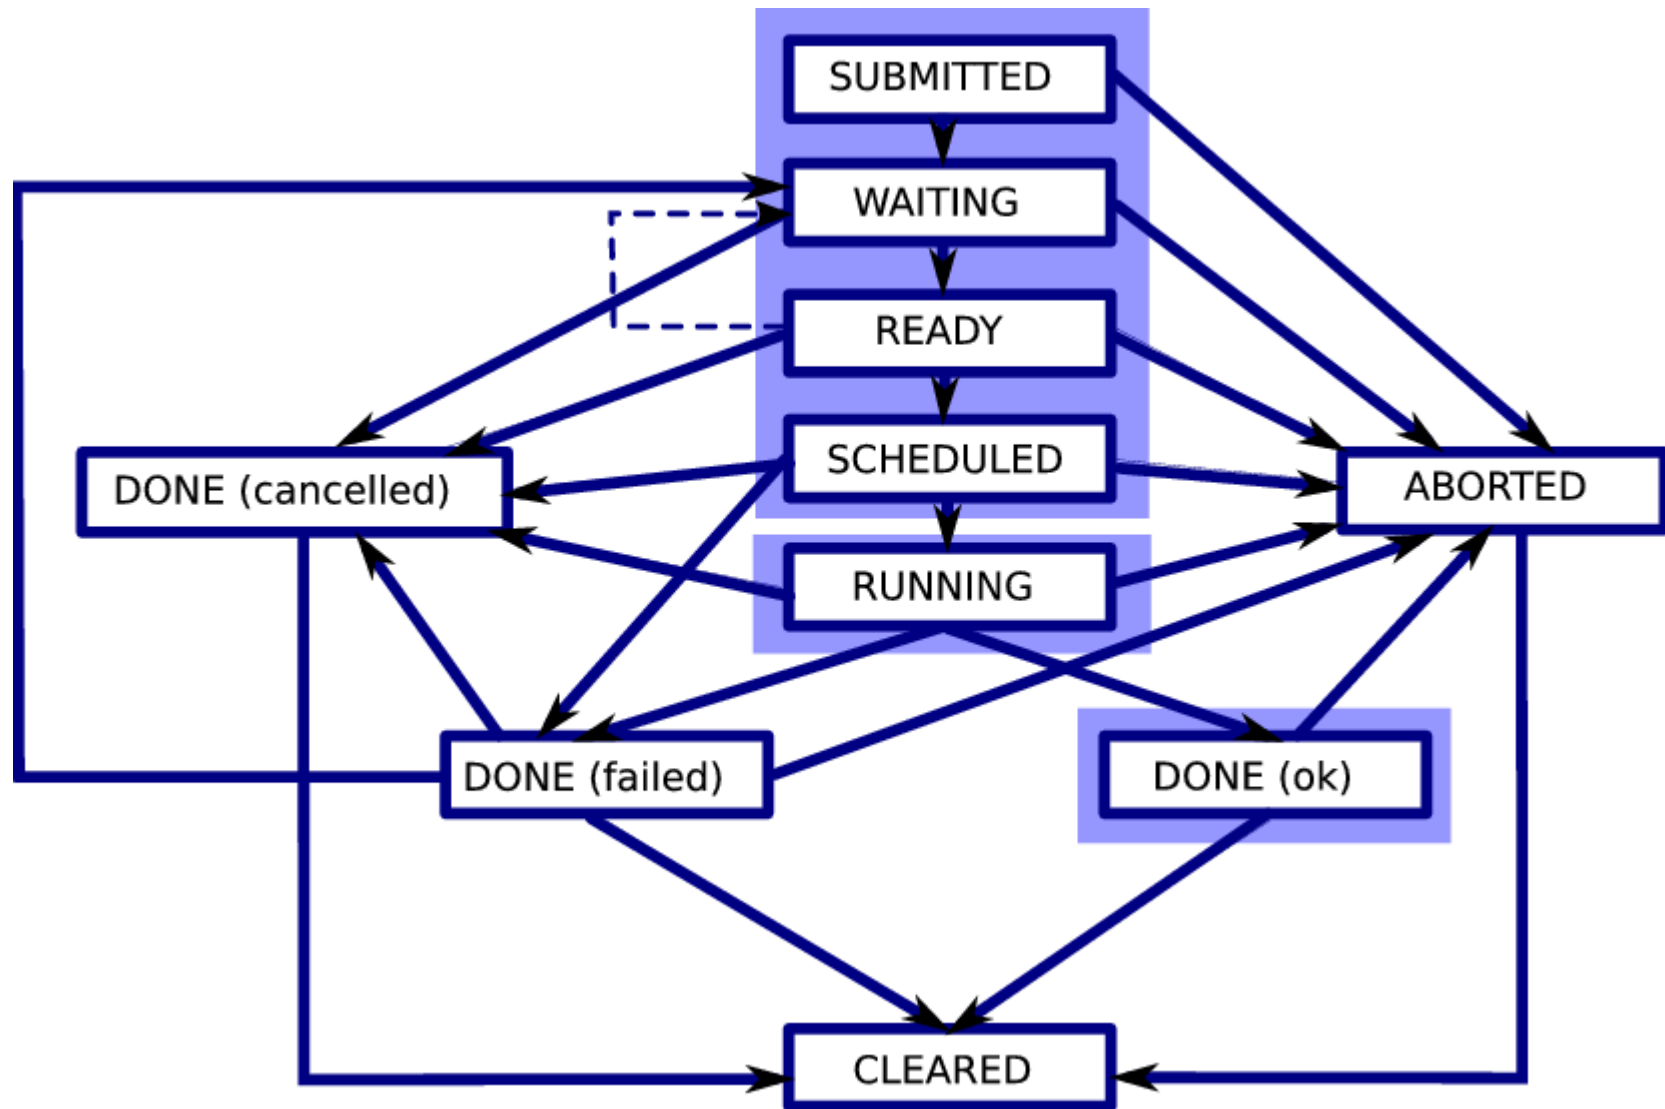 SUBMITTED
WAITING
READY
SCHEDULED
DONE (cancelled)
ABORTED
RUNNING
DONE (failed)
DONE (ok)
CLEARED